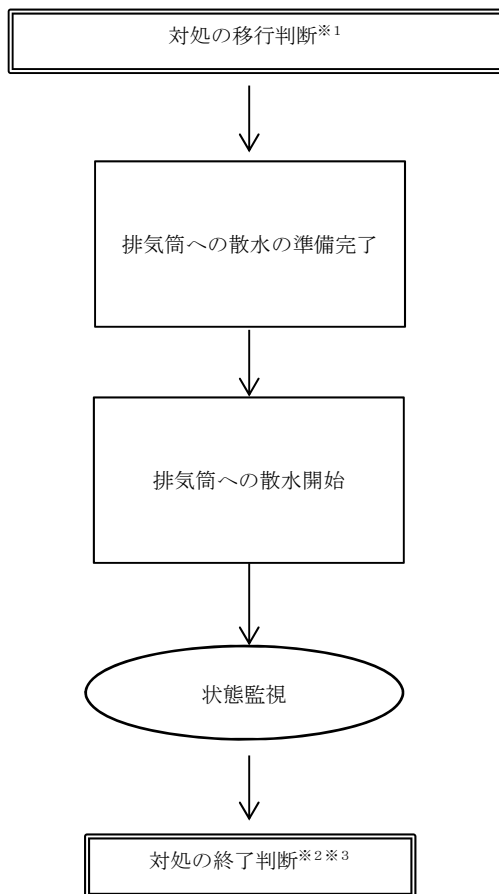 対処の移行判断※1
排気筒への散水の準備完了
排気筒への散水開始
状態監視
対処の終了判断※2※3